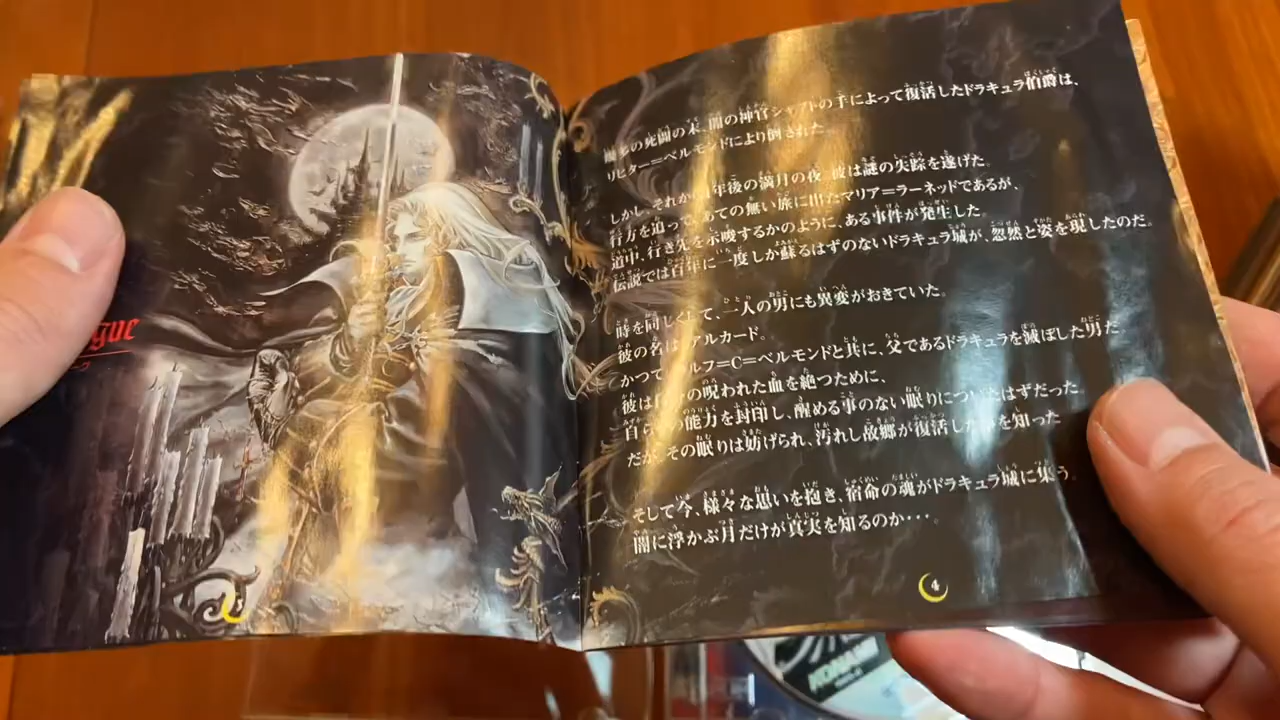 gue
幾多の死闘の末、闇の神官シャフトの手によって復活したドラキュラ伯爵は、
リヒター=ベルモンドにより倒された。
しかし、それから 年後の満月の夜、彼は謎の失踪を遂げた。
行方を追って、あての無い旅に出たマリア=ラーネッドであるが、
道中、行き先を示唆するかのように、ある事件が発生した。
伝説では百年に一度しか蘇るはずのないドラキュラ城が、忽然と姿を現したのだ。
時を同じくして、一人の男にも異変がおきていた。
彼の名は アルカード。
かつて ルフ=C=ベルモンドと共に、父であるドラキュラを滅ぼした男だ。
彼は の呪われた血を絶つために、
自ら の能力を封印し、醒める事のない眠りについたはずだった。
だが、その眠りは妨げられ、汚れし故郷が復活した を知った
そして今、様々な思いを抱き、宿命の魂がドラキュラ城に集う。
闇に浮かぶ月だけが真実を知るのか・・・。
4
KONAMI